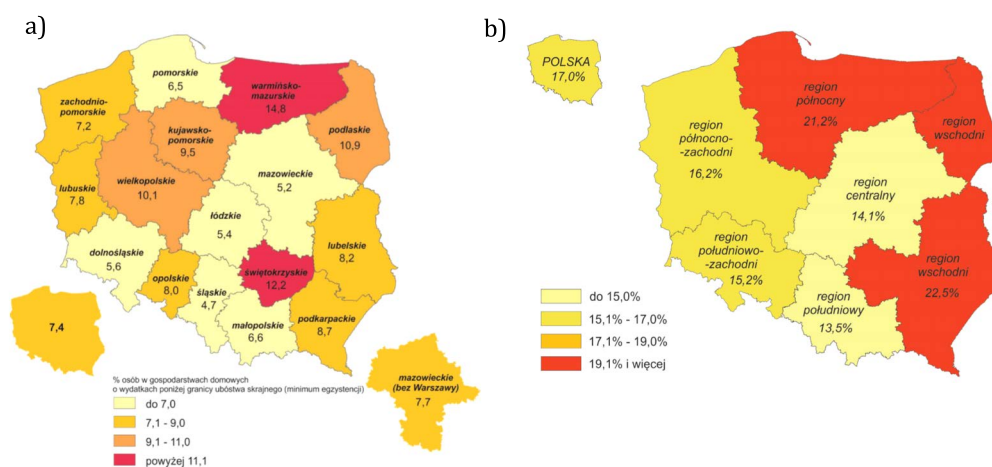 a)
pomorskie
6,5
warmińsko-
mazurskie
14,8
zachodnio-
pomorskie
7,2
kujawsko-
pomorskie
9,5
podlaskie
10,9
lubuskie
7,8
wielkopolskie
10,1
mazowieckie
5,2
łódzkie
5,4
dolnośląskie
5,6
opolskie
8,0
śląskie
4,7
świętokrzyskie
12,2
lubelskie
8,2
małopolskie
6,6
podkarpackie
8,7
7,4
mazowieckie
(bez Warszawy)
7,7
% osób w gospodarstwach domowych
o wydatkach poniżej granicy ubóstwa skrajnego (minimum egzystencji)
do 7,0
7,1 - 9,0
9,1 - 11,0
powyżej 11,1
b)
POLSKA
17,0%
region
północny
21,2%
region
wschodni
region
północno-
-zachodni
16,2%
region
centralny
14,1%
region
południowo-
zachodni
15,2%
region
południowy
13,5%
region
wschodni
22,5%
do 15,0%
15,1% - 17,0%
17,1% - 19,0%
19,1% i więcej